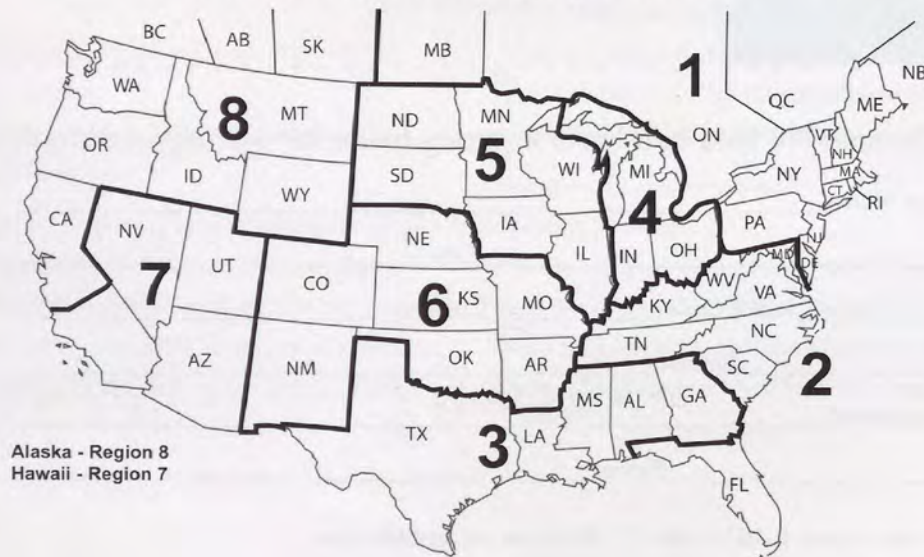 BC
AB
SK
MB
1
NB
WA
8
MT
ND
MN
QC
ME
ON
VT
OR
5
NH
ID
SD
WI
MI
NY
MA
WY
CT
RI
4
CA
NV
IA
PA
NE
NJ
7
UT
IL
IN
OH
MD
DE
CO
6
KS
MO
WV
VA
KY
AZ
NM
OK
TN
NC
AR
SC
2
MS
AL
GA
TX
3
LA
Alaska - Region 8
Hawaii - Region 7
FL